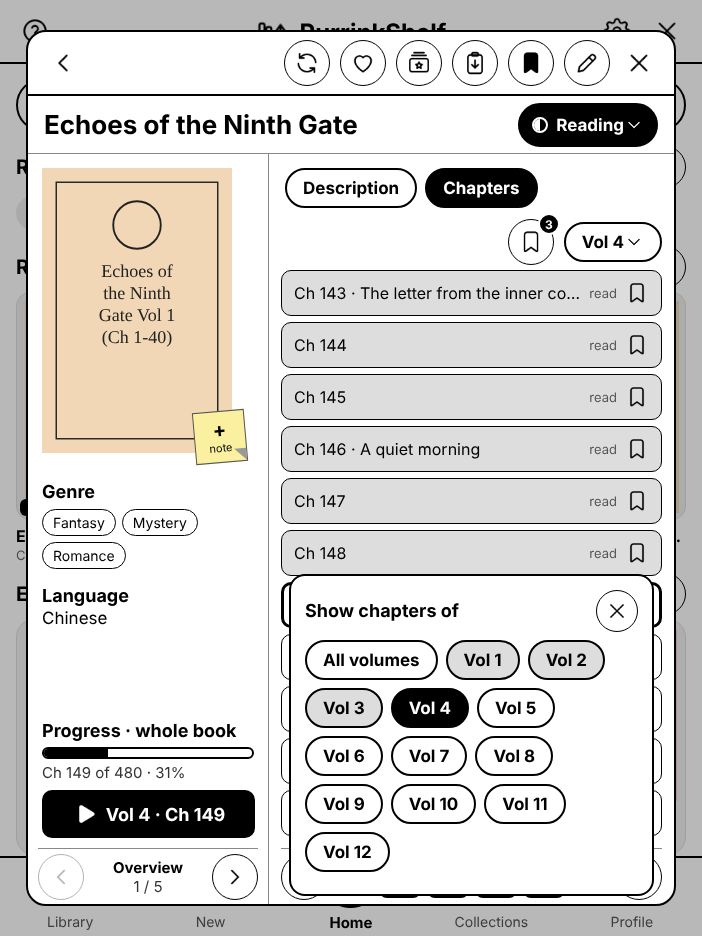 PurrinkShelf
Echoes of the Ninth Gate
Reading
Echoes of
the Ninth
Gate Vol 1
(Ch 1-40)
+
note
Genre
Fantasy
Mystery
Romance
Language
Chinese
Progress · whole book
Ch 149 of 480 · 31%
Vol 4 · Ch 149
Overview
1 / 5
Description
Chapters
3
Vol 4
Ch 143 · The letter from the inner co... read
Ch 144 read
Ch 145 read
Ch 146 · A quiet morning read
Ch 147 read
Ch 148 read
Show chapters of
All volumes
Vol 1
Vol 2
Vol 3
Vol 4
Vol 5
Vol 6
Vol 7
Vol 8
Vol 9
Vol 10
Vol 11
Vol 12
Library
New
Home
Collections
Profile